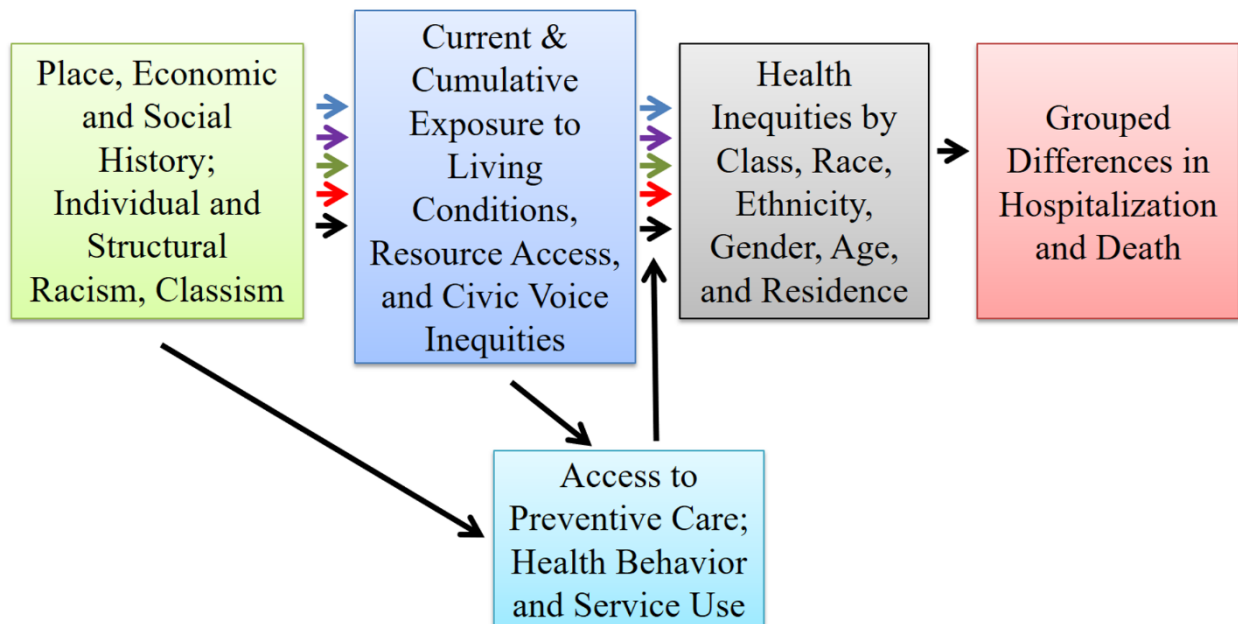 Place, Economic
and Social
History;
Individual and
Structural
Racism, Classism
Current &
Cumulative
Exposure to
Living
Conditions,
Resource Access,
and Civic Voice
Inequities
Health
Inequities by
Class, Race,
Ethnicity,
Gender, Age,
and Residence
Grouped
Differences in
Hospitalization
and Death
Access to
Preventive Care;
Health Behavior
and Service Use